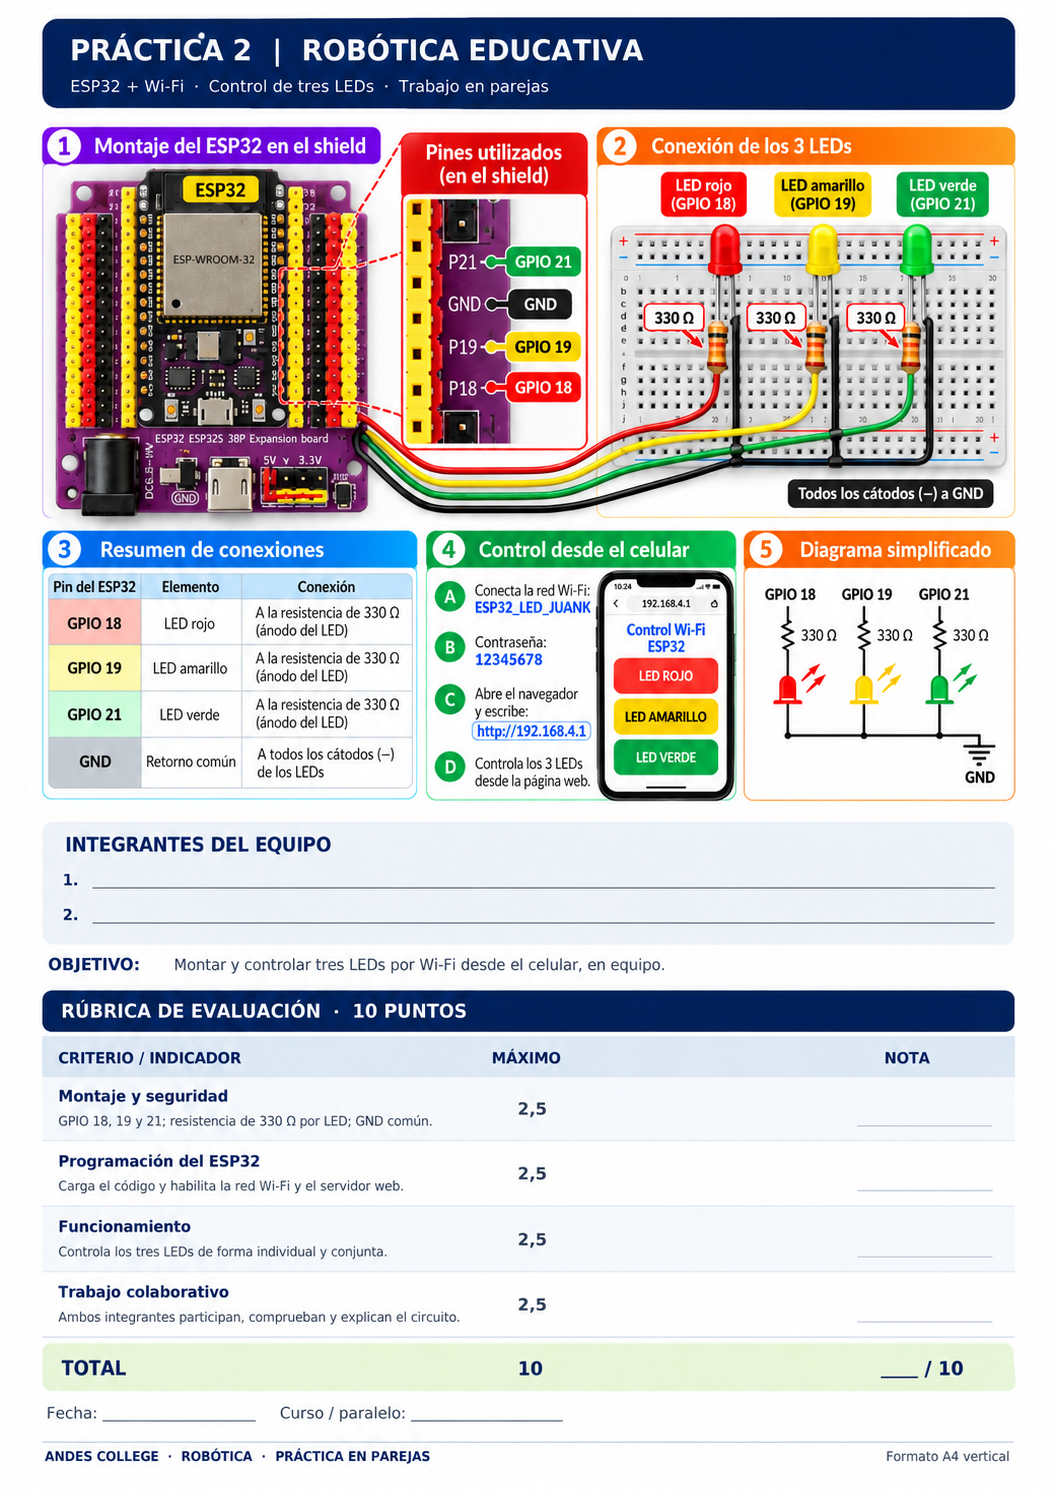 PRÁCTICA 2 | ROBÓTICA EDUCATIVA
ESP32 + Wi-Fi · Control de tres LEDs · Trabajo en parejas
1 Montaje del ESP32 en el shield
ESP32
ESP-WROOM-32
ESP32 ESP32S 38P Expansion board
5V Y 3.3V
GND
Pines utilizados
(en el shield)
P21 GPIO 21
GND GND
P19 GPIO 19
P18 GPIO 18
2 Conexión de los 3 LEDs
LED rojo
(GPIO 18)
LED amarillo
(GPIO 19)
LED verde
(GPIO 21)
330 Ω
330 Ω
330 Ω
Todos los cátodos (−) a GND
3 Resumen de conexiones
Pin del ESP32 Elemento Conexión
GPIO 18 LED rojo A la resistencia de 330 Ω
(ánodo del LED)
GPIO 19 LED amarillo A la resistencia de 330 Ω
(ánodo del LED)
GPIO 21 LED verde A la resistencia de 330 Ω
(ánodo del LED)
GND Retorno común A todos los cátodos (−)
de los LEDs
4 Control desde el celular
A Conecta la red Wi-Fi:
ESP32_LED_JUANK
B Contraseña:
12345678
C Abre el navegador
y escribe:
http://192.168.4.1
D Controla los 3 LEDs
desde la página web.
10:24
192.168.4.1
Control Wi-Fi
ESP32
LED ROJO
LED AMARILLO
LED VERDE
5 Diagrama simplificado
GPIO 18 GPIO 19 GPIO 21
330 Ω 330 Ω 330 Ω
GND
INTEGRANTES DEL EQUIPO
1.
2.
OBJETIVO: Montar y controlar tres LEDs por Wi-Fi desde el celular, en equipo.
RÚBRICA DE EVALUACIÓN · 10 PUNTOS
CRITERIO / INDICADOR MÁXIMO NOTA
Montaje y seguridad
GPIO 18, 19 y 21; resistencia de 330 Ω por LED; GND común.
2,5
Programación del ESP32
Carga el código y habilita la red Wi-Fi y el servidor web.
2,5
Funcionamiento
Controla los tres LEDs de forma individual y conjunta.
2,5
Trabajo colaborativo
Ambos integrantes participan, comprueban y explican el circuito.
2,5
TOTAL 10 ____ / 10
Fecha: ____________________ Curso / paralelo: ____________________
ANDES COLLEGE · ROBÓTICA · PRÁCTICA EN PAREJAS
Formato A4 vertical